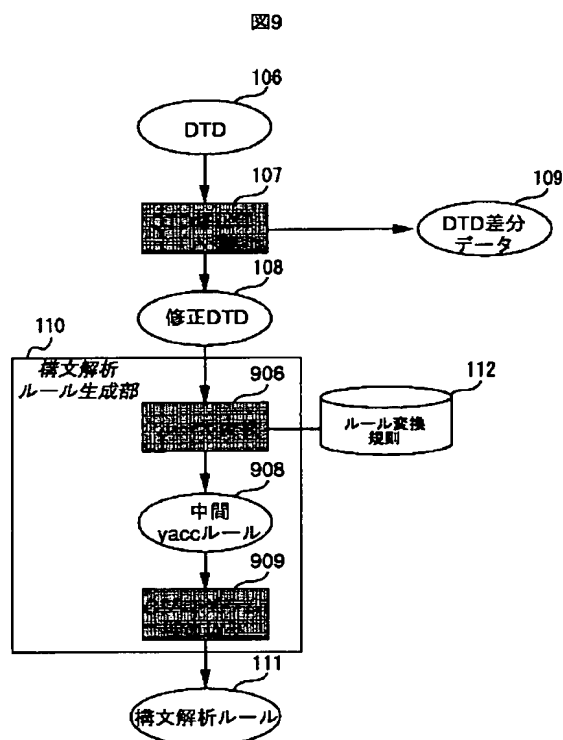 図9
106
DTD
107
109
DTD差分
データ
108
修正DTD
110
構文解析
ルール生成部
906
112
ルール変換
規則
908
中間
yaccルール
909
111
構文解析ルール